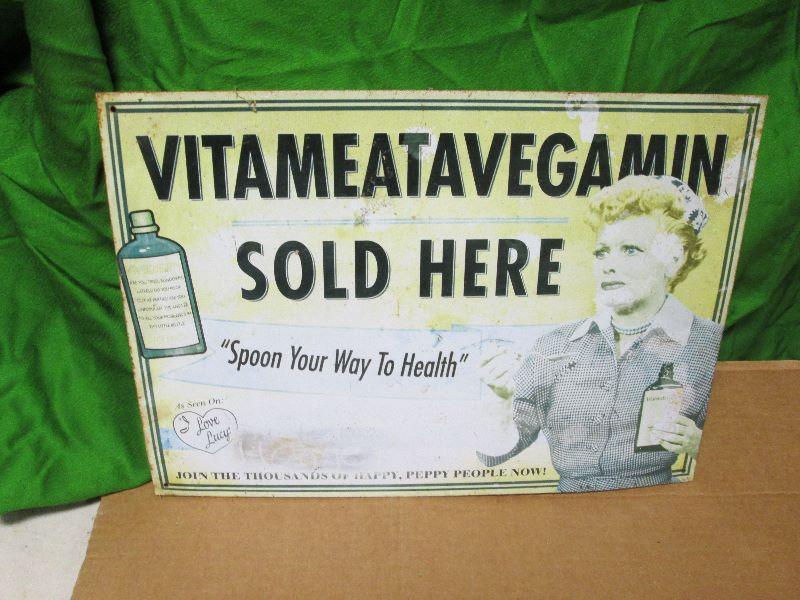 VITAMEATAVEGAMIN
SOLD HERE
"Spoon Your Way To Health"
As Seen On:
"I
Love
Lucy"
JOIN THE THOUSANDS OF HAPPY, PEPPY PEOPLE NOW!